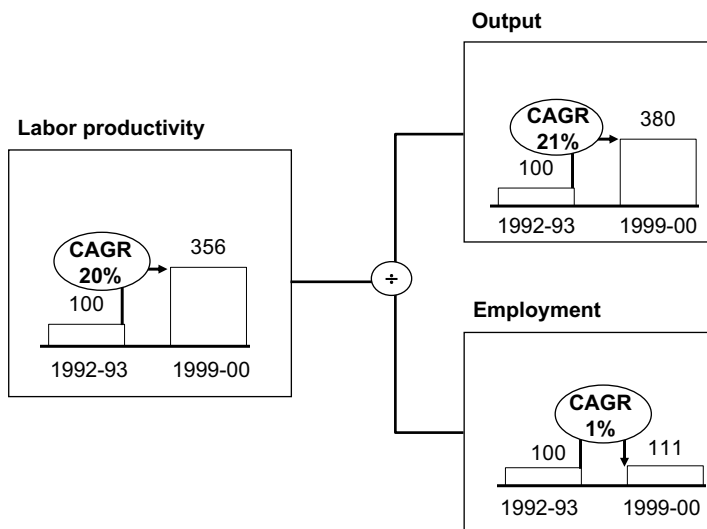 Labor productivity
CAGR
20%
356
100
1992-93 1999-00
÷
Output
CAGR
21%
380
100
1992-93 1999-00
Employment
CAGR
1%
100
111
1992-93 1999-00